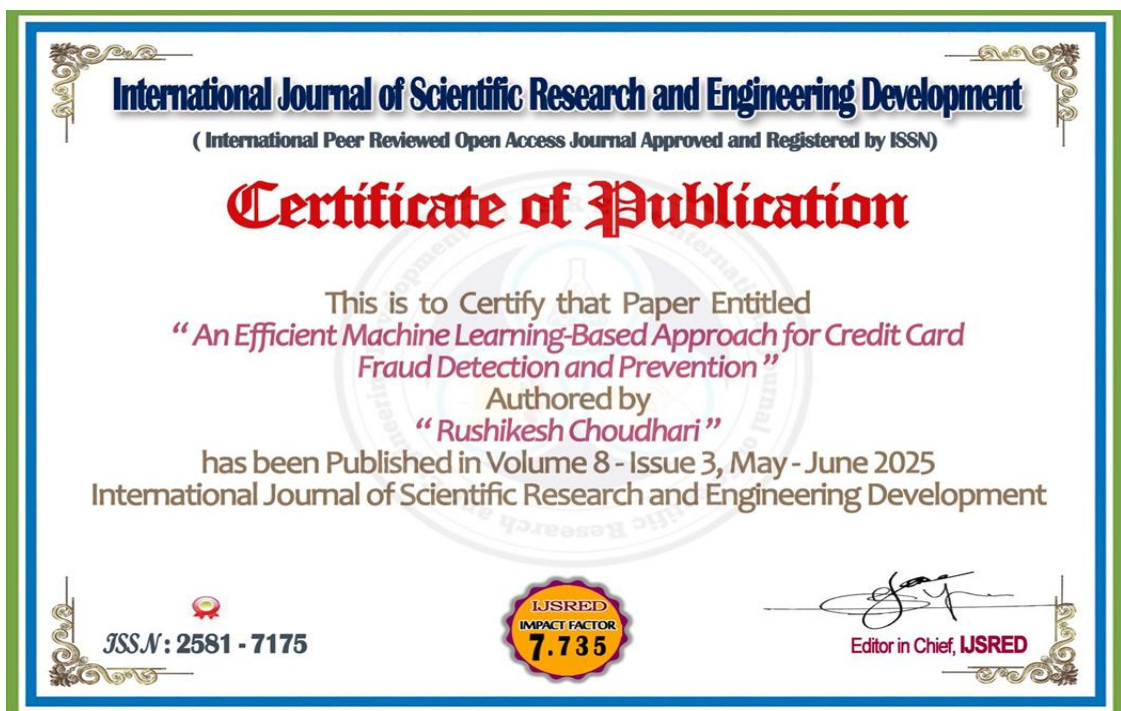 International Journal of Scientific Research and Engineering Development
( International Peer Reviewed Open Access Journal Approved and Registered by ISSN)
Certificate of Publication
This is to Certify that Paper Entitled
“ An Efficient Machine Learning-Based Approach for Credit Card
Fraud Detection and Prevention ”
Authored by
“ Rushikesh Choudhari ”
has been Published in Volume 8 - Issue 3, May - June 2025
International Journal of Scientific Research and Engineering Development
ISSN : 2581 - 7175
IJSRED
IMPACT FACTOR
7.735
Editor in Chief, IJSRED